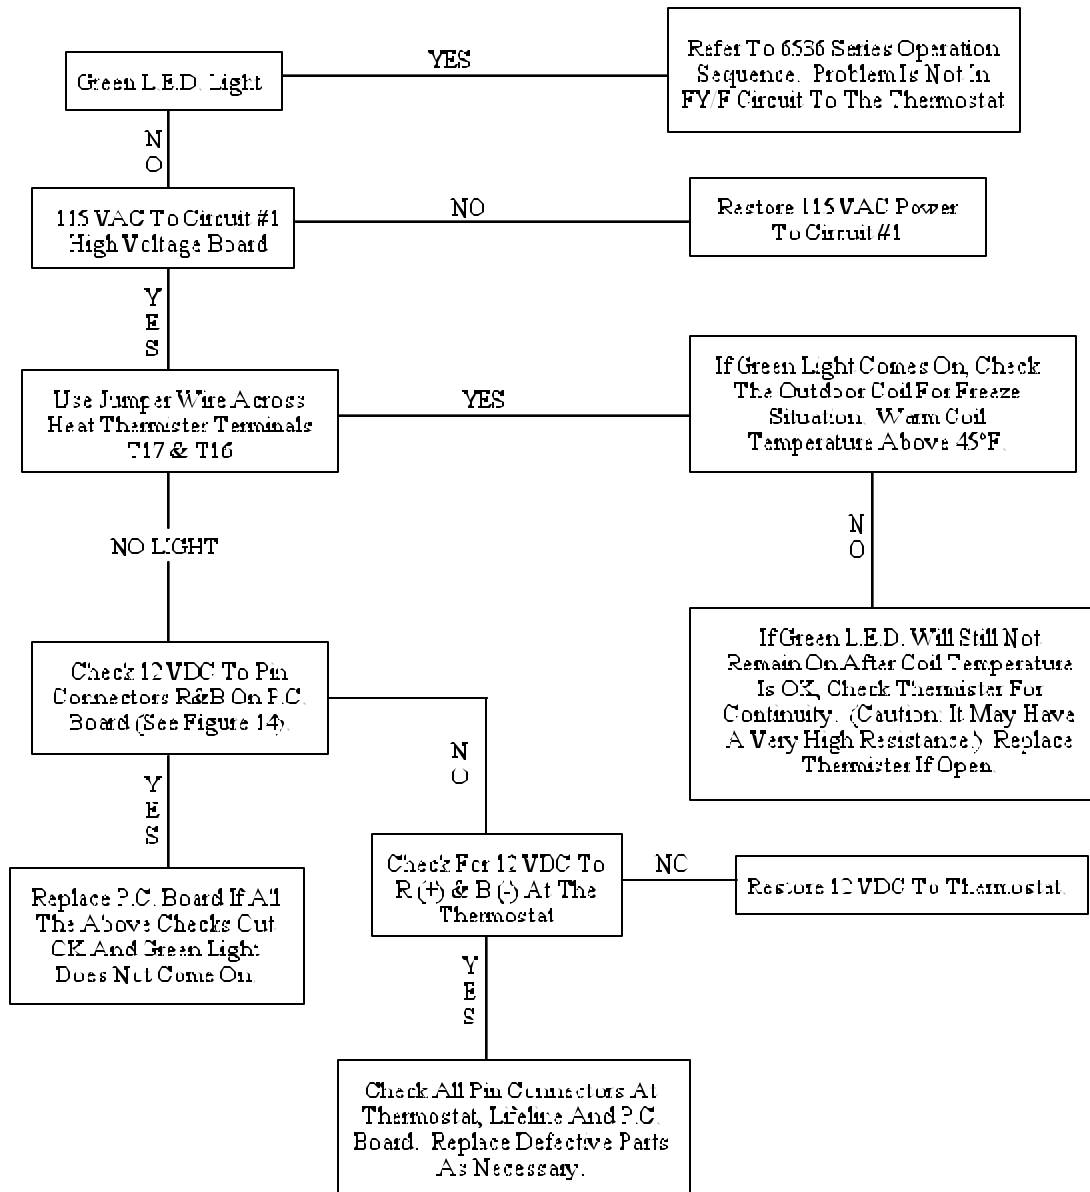 YES
Refer To 6536 Series Operation
Sequence. Problem Is Not In
FY/F Circuit To The Thermostat
Green L.E.D. Light
N
O
115 VAC To Circuit #1
High Voltage Board
NO
Restore 115 VAC Power
To Circuit #1
Y
E
S
Use Jumper Wire Across
Heat Thermister Terminals
T17 & T16
YES
If Green Light Comes On, Check
The Outdoor Coil For Freeze
Situation. Warm Coil
Temperature Above 45°F.
NO LIGHT
N
O
Check 12 VDC To Pin
Connectors R&B On P.C.
Board (See Figure 14).
If Green L.E.D. Will Still Not
Remain On After Coil Temperature
Is OK, Check Thermister For
Continuity. (Caution: It May Have
A Very High Resistance.) Replace
Thermister If Open.
N
O
Y
E
S
Check For 12 VDC To
R (+) & B (-) At The
Thermostat
NO
Restore 12 VDC To Thermostat.
Replace P.C. Board If All
The Above Checks Out
OK And Green Light
Does Not Come On.
Y
E
S
Check All Pin Connectors At
Thermostat, Lifeline And P.C.
Board. Replace Defective Parts
As Necessary.